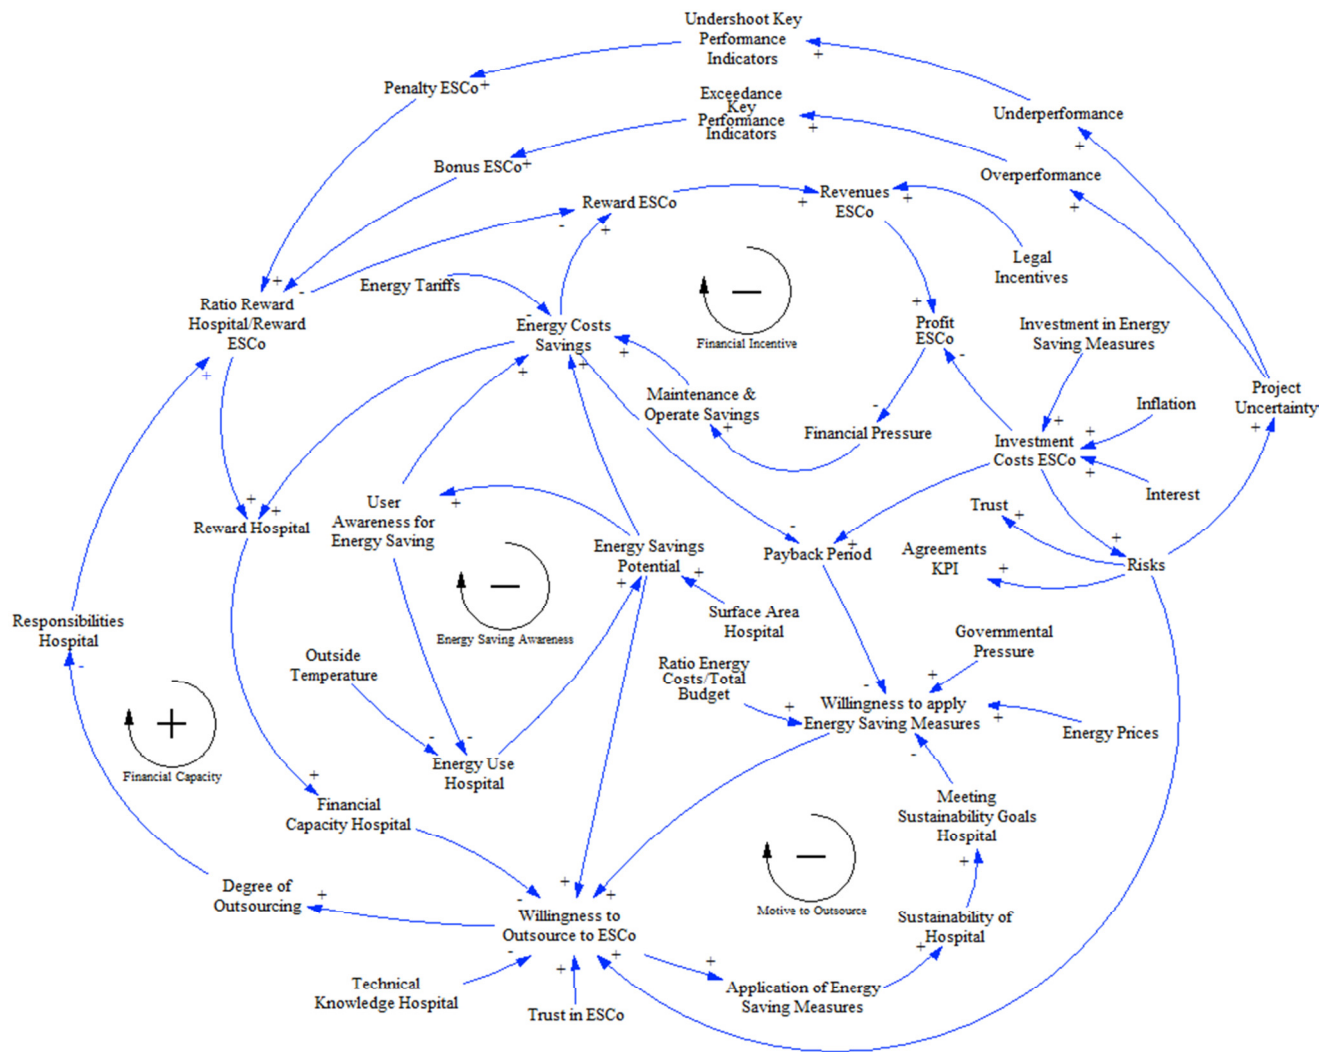 Undershoot Key
Performance
Indicators
+
Penalty ESCo
+
Exceedance
Key
Performance
Indicators
+
Underperformance
+
Bonus ESCo
+
Overperformance
+
Reward ESCo
-
+
Revenues
ESCo
+
+
Legal
Incentives
Energy Tariffs
+
-
-
Ratio Reward
Hospital/Reward
ESCo
+
-
Energy Costs
Savings
+
+
+
−
Financial Incentive
+
Profit
ESCo
-
Investment in Energy
Saving Measures
Project
Uncertainty
+
Maintenance &
Operate Savings
+
-
Financial Pressure
Inflation
+
+
+
Investment
Costs ESCo
Interest
+
+
Reward Hospital
User
Awareness for
Energy Saving
+
Energy Savings
Potential
+
+
-
+
Payback Period
Trust
+
Agreements
KPI
+
+
Risks
−
Energy Saving Awareness
Surface Area
Hospital
Responsibilities
Hospital
-
Outside
Temperature
Governmental
Pressure
Ratio Energy
Costs/Total
Budget
+
-
+
Willingness to apply
Energy Saving Measures
+
-
Energy Prices
+
Financial Capacity
-
-
Energy Use
Hospital
+
Financial
Capacity Hospital
Meeting
Sustainability Goals
Hospital
+
−
Motive to Outsource
Degree of
Outsourcing
+
-
+
+
Willingness to
Outsource to ESCo
-
+
+
Sustainability of
Hospital
+
Technical
Knowledge Hospital
Trust in ESCo
+
Application of Energy
Saving Measures